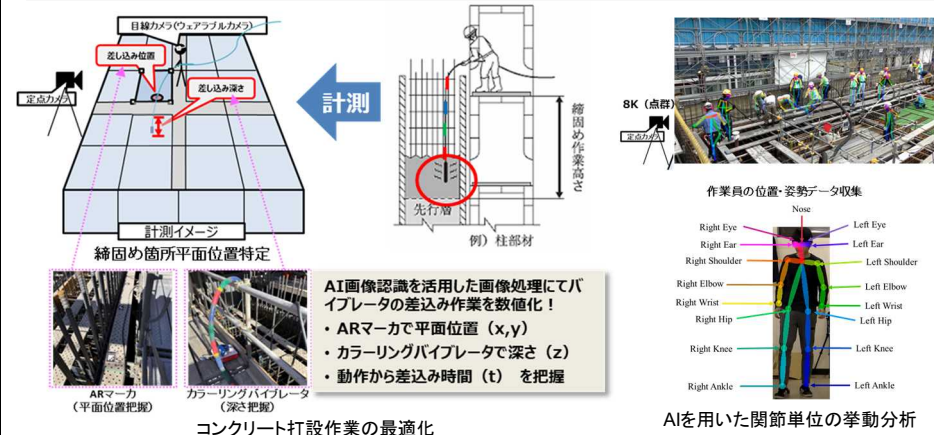 目線カメラ(ウェアラブルカメラ)
差し込み位置
差し込み深さ
定点カメラ
計測イメージ
締固め箇所平面位置特定
計測
締固め作業高さ
先行層
例）柱部材
8K（点群）
定点カメラ
作業員の位置・姿勢データ収集
Nose
Right Eye
Left Eye
Right Ear
Left Ear
Right Shoulder
Left Shoulder
Right Elbow
Left Elbow
Right Wrist
Left Wrist
Right Hip
Left Hip
Right Knee
Left Knee
Right Ankle
Left Ankle
AIを用いた関節単位の挙動分析
AI画像認識を活用した画像処理にてバ
イブレータの差込み作業を数値化！
・ARマーカで平面位置（x,y）
・カラーリングバイブレータで深さ（z）
・動作から差込み時間（t）を把握
ARマーカ
（平面位置把握）
カラーリングバイブレータ
（深さ把握）
コンクリート打設作業の最適化